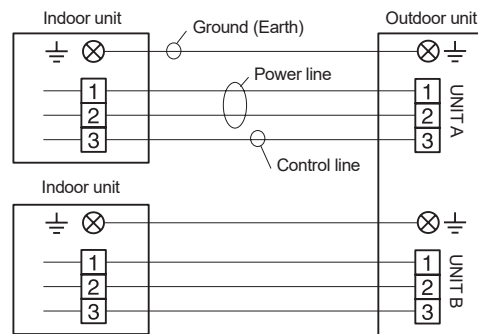 Indoor unit
Outdoor unit
Ground (Earth)
Power line
1
2
3
1
2
3
UNIT A
Control line
Indoor unit
1
2
3
1
2
3
UNIT B